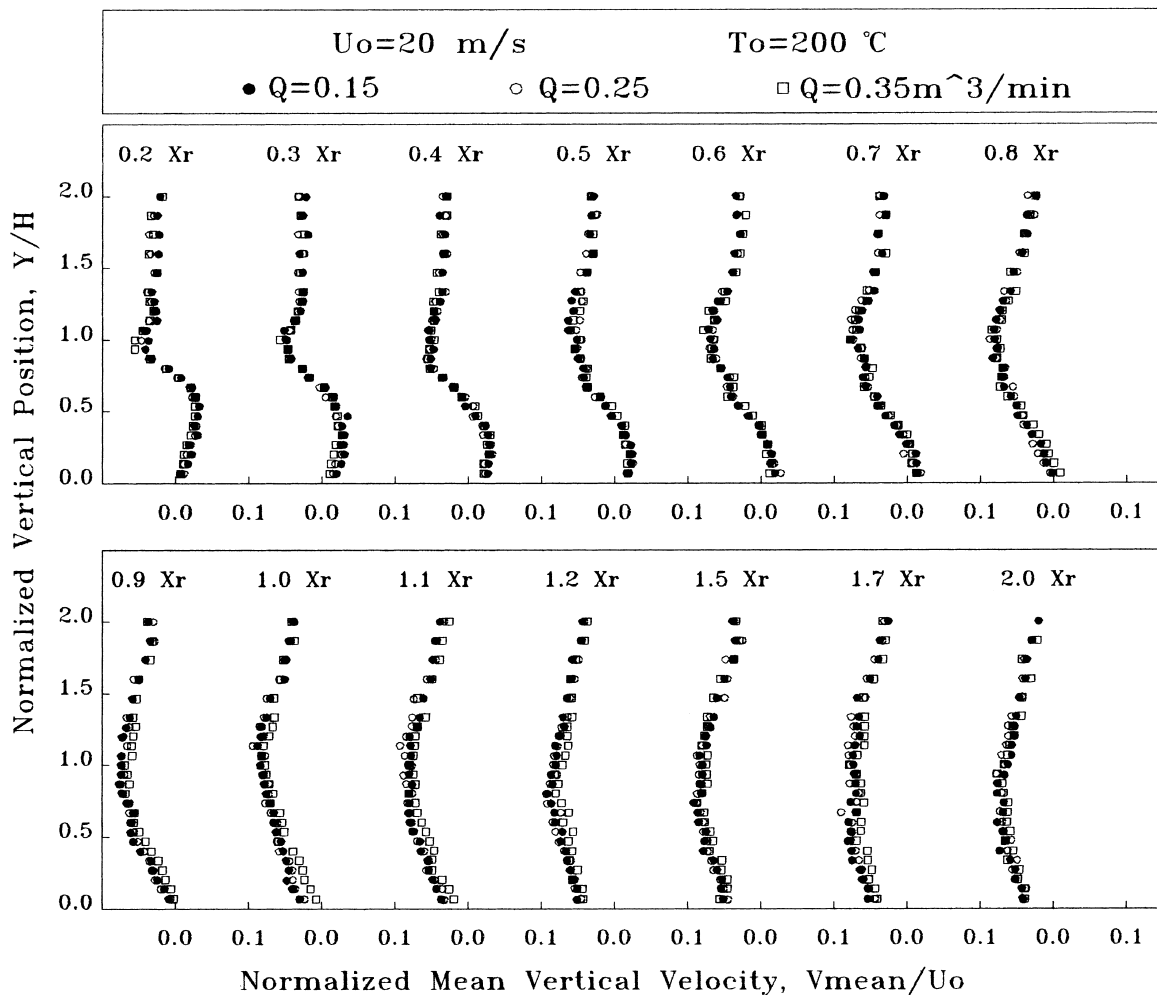 Uo=20 m/s To=200 ℃
● Q=0.15 ○ Q=0.25 □ Q=0.35m^3/min
0.2 Xr 0.3 Xr 0.4 Xr 0.5 Xr 0.6 Xr 0.7 Xr 0.8 Xr
2.0
1.5
1.0
0.5
0.0
0.0 0.1 0.0 0.1 0.0 0.1 0.0 0.1 0.0 0.1 0.0 0.1 0.0 0.1
Normalized Vertical Position, Y/H
0.9 Xr 1.0 Xr 1.1 Xr 1.2 Xr 1.5 Xr 1.7 Xr 2.0 Xr
2.0
1.5
1.0
0.5
0.0
0.0 0.1 0.0 0.1 0.0 0.1 0.0 0.1 0.0 0.1 0.0 0.1 0.0 0.1
Normalized Mean Vertical Velocity, Vmean/Uo